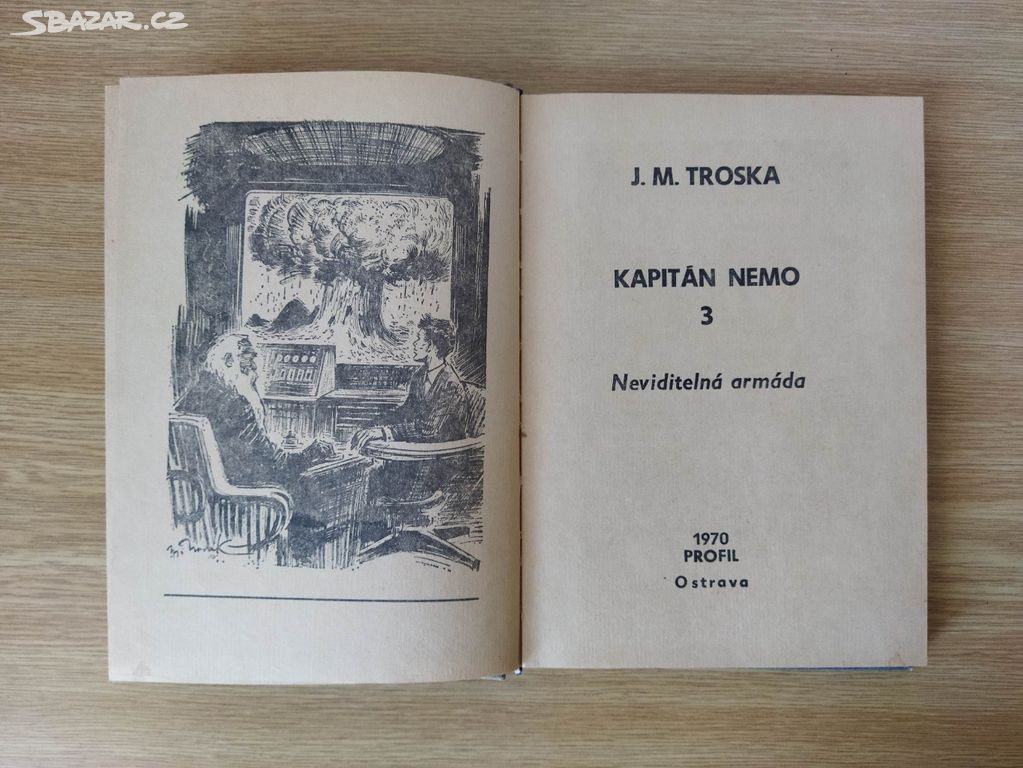 SBAZAR.CZ
J. M. TROSKA
KAPITÁN NEMO
3
Neviditelná armáda
1970
PROFIL
Ostrava